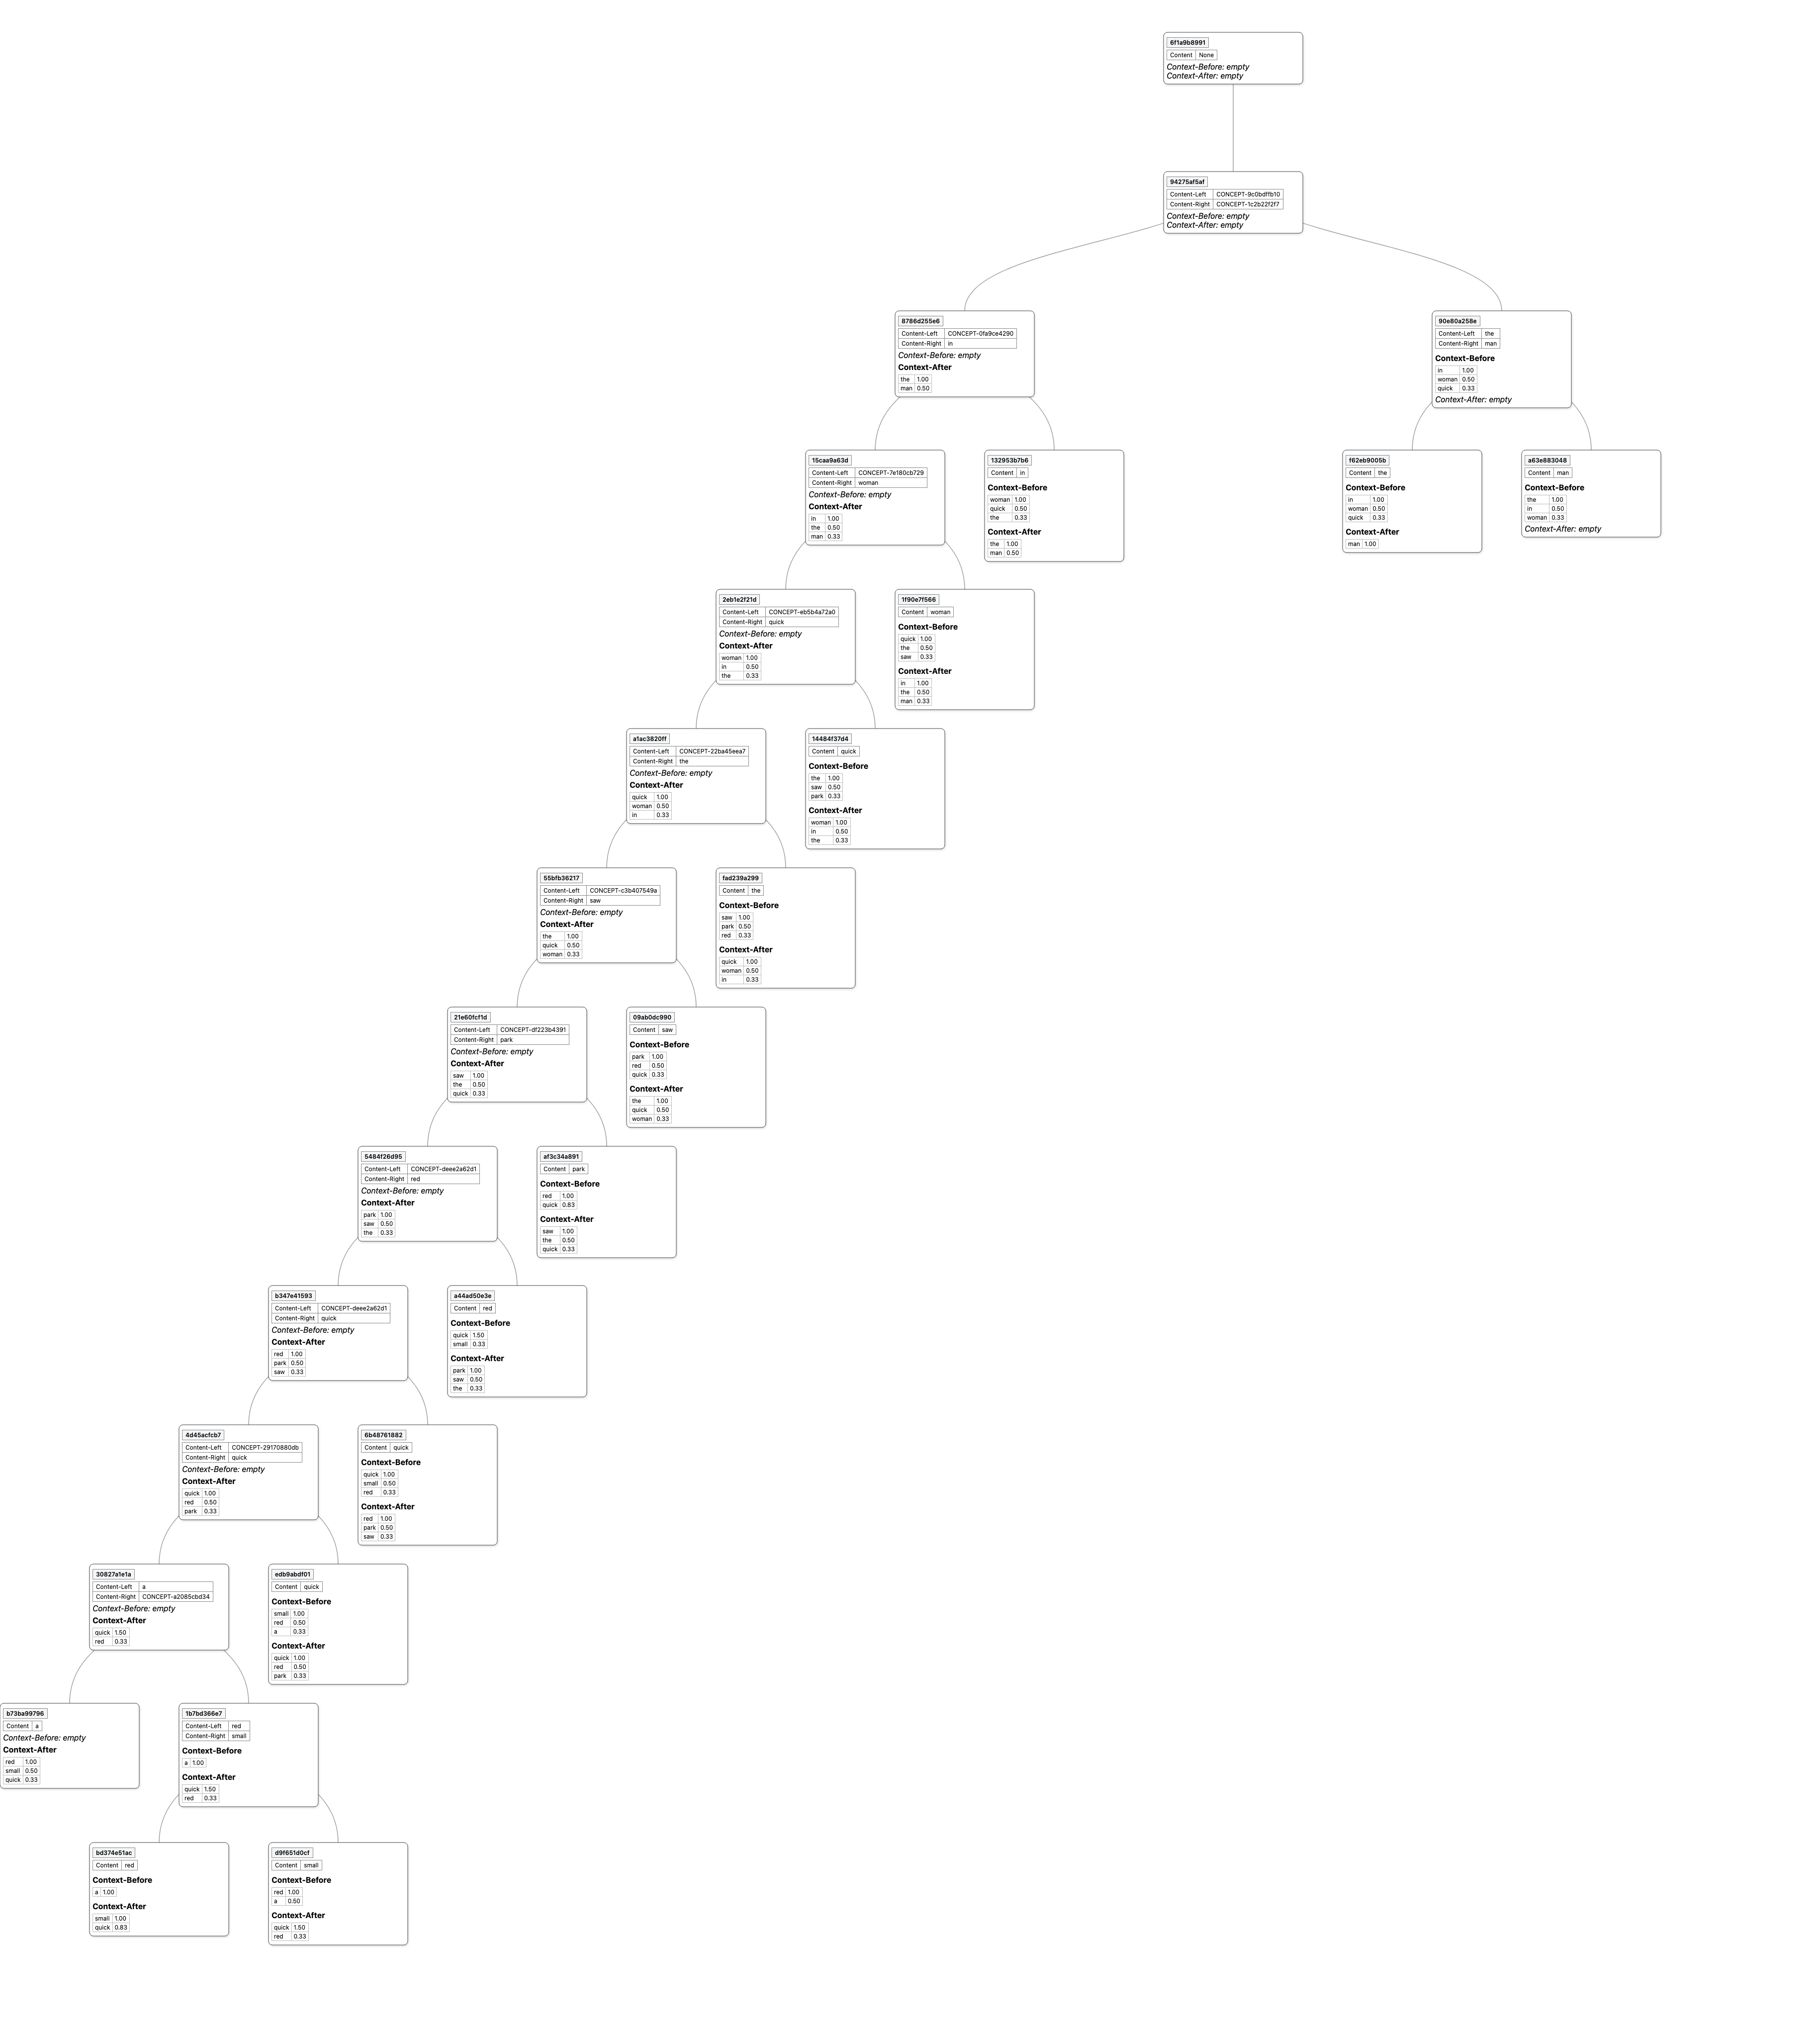 6f1a9b8991
Content None
Context-Before: empty
Context-After: empty
94275af5af
Content-Left CONCEPT-9c0bdffb10
Content-Right CONCEPT-1c2b22f2f7
Context-Before: empty
Context-After: empty
8786d255e6
Content-Left CONCEPT-0fa9ce4290
Content-Right in
Context-Before: empty
Context-After
the 1.00
man 0.50
90e80a258e
Content-Left the
Content-Right man
Context-Before
in 1.00
woman 0.50
quick 0.33
Context-After: empty
15caa9a63d
Content-Left CONCEPT-7e180cb729
Content-Right woman
Context-Before: empty
Context-After
in 1.00
the 0.50
man 0.33
132953b7b6
Content in
Context-Before
woman 1.00
quick 0.50
the 0.33
Context-After
the 1.00
man 0.50
f62eb9005b
Content the
Context-Before
in 1.00
woman 0.50
quick 0.33
Context-After
man 1.00
a63e883048
Content man
Context-Before
the 1.00
in 0.50
woman 0.33
Context-After: empty
2eb1e2f21d
Content-Left CONCEPT-eb5b4a72a0
Content-Right quick
Context-Before: empty
Context-After
woman 1.00
in 0.50
the 0.33
1f90e7f566
Content woman
Context-Before
quick 1.00
the 0.50
saw 0.33
Context-After
in 1.00
the 0.50
man 0.33
a1ac3820ff
Content-Left CONCEPT-22ba45eea7
Content-Right the
Context-Before: empty
Context-After
quick 1.00
woman 0.50
in 0.33
14484f37d4
Content quick
Context-Before
the 1.00
saw 0.50
park 0.33
Context-After
woman 1.00
in 0.50
the 0.33
55bfb36217
Content-Left CONCEPT-c3b407549a
Content-Right saw
Context-Before: empty
Context-After
the 1.00
quick 0.50
woman 0.33
fad239a299
Content the
Context-Before
saw 1.00
park 0.50
red 0.33
Context-After
quick 1.00
woman 0.50
in 0.33
21e60fcf1d
Content-Left CONCEPT-df223b4391
Content-Right park
Context-Before: empty
Context-After
saw 1.00
the 0.50
quick 0.33
09ab0dc990
Content saw
Context-Before
park 1.00
red 0.50
quick 0.33
Context-After
the 1.00
quick 0.50
woman 0.33
5484f26d95
Content-Left CONCEPT-deee2a62d1
Content-Right red
Context-Before: empty
Context-After
park 1.00
saw 0.50
the 0.33
af3c34a891
Content park
Context-Before
red 1.00
quick 0.83
Context-After
saw 1.00
the 0.50
quick 0.33
b347e41593
Content-Left CONCEPT-deee2a62d1
Content-Right quick
Context-Before: empty
Context-After
red 1.00
park 0.50
saw 0.33
a44ad50e3e
Content red
Context-Before
quick 1.50
small 0.33
Context-After
park 1.00
saw 0.50
the 0.33
4d45acfcb7
Content-Left CONCEPT-29170880db
Content-Right quick
Context-Before: empty
Context-After
quick 1.00
red 0.50
park 0.33
6b48761882
Content quick
Context-Before
quick 1.00
small 0.50
red 0.33
Context-After
red 1.00
park 0.50
saw 0.33
30827a1e1a
Content-Left a
Content-Right CONCEPT-a2085cbd34
Context-Before: empty
Context-After
quick 1.50
red 0.33
edb9abdf01
Content quick
Context-Before
small 1.00
red 0.50
a 0.33
Context-After
quick 1.00
red 0.50
park 0.33
b73ba99796
Content a
Context-Before: empty
Context-After
red 1.00
small 0.50
quick 0.33
1b7bd366e7
Content-Left red
Content-Right small
Context-Before
a 1.00
Context-After
quick 1.50
red 0.33
bd374e51ac
Content red
Context-Before
a 1.00
Context-After
small 1.00
quick 0.83
d9f651d0cf
Content small
Context-Before
red 1.00
a 0.50
Context-After
quick 1.50
red 0.33